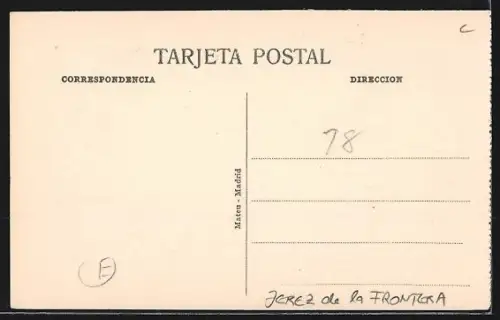 C
TARJETA POSTAL
CORRESPONDENCIA
DIRECCION
78
Mateu - Madrid
E
JEREZ de la FRONTERA